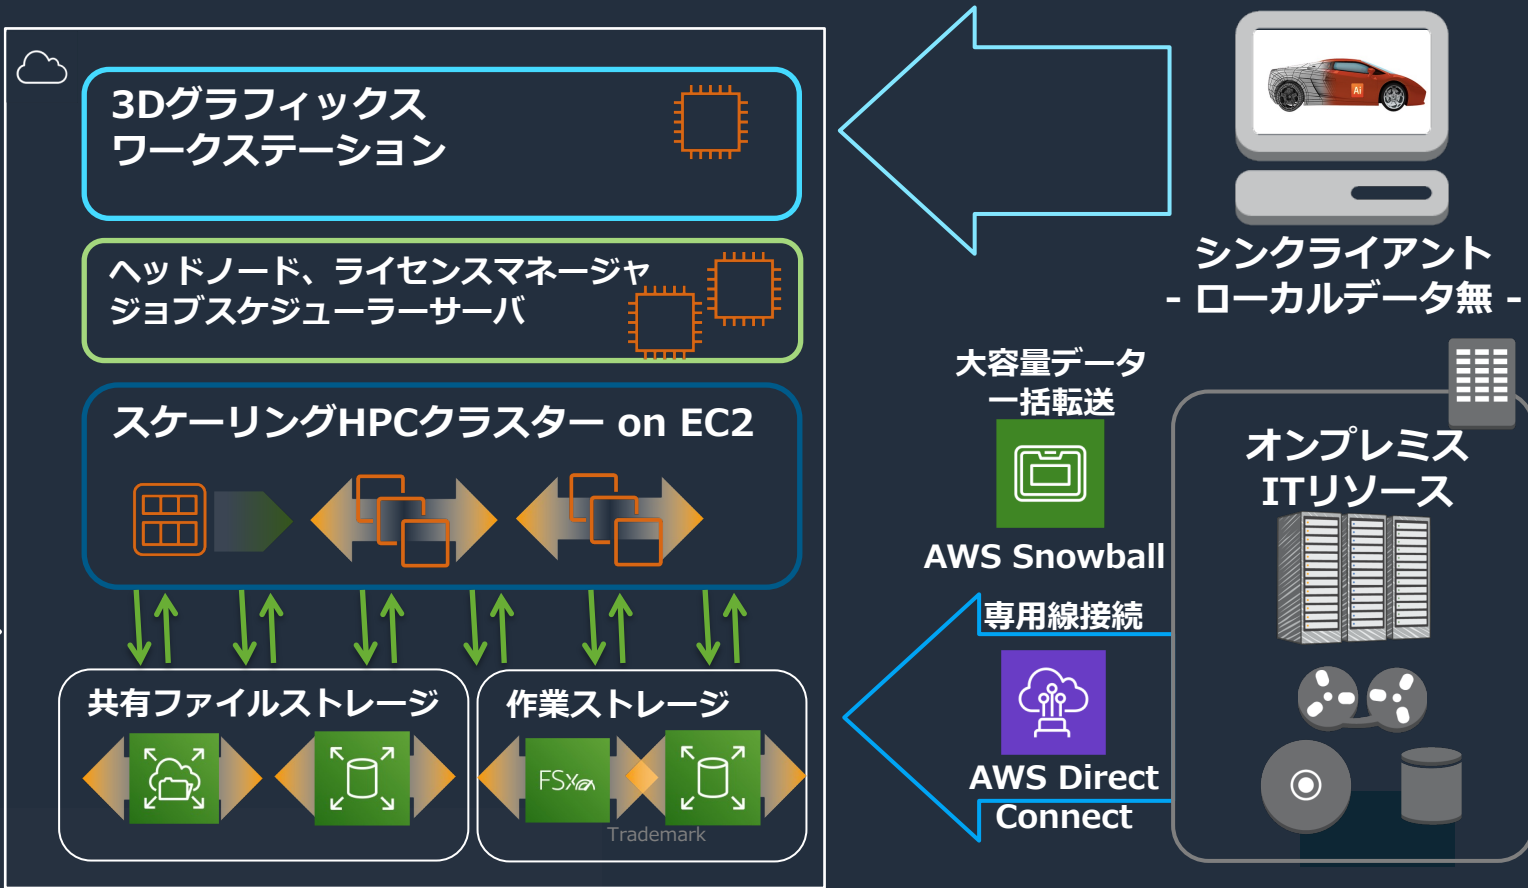 3Dグラフィックス
ワークステーション
ヘッドノード、ライセンスマネージャ
ジョブスケジューラーサーバ
スケーリングHPCクラスター on EC2
共有ファイルストレージ
作業ストレージ
FSx
Trademark
Ai
シンクライアント
- ローカルデータ無 -
大容量データ
一括転送
AWS Snowball
専用線接続
AWS Direct
Connect
オンプレミス
ITリソース